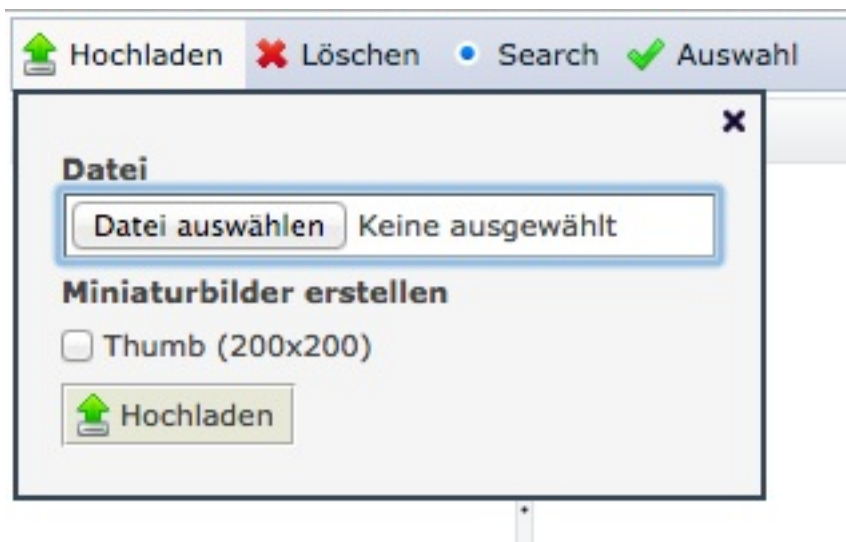 Hochladen Löschen Search Auswahl
Datei
Datei auswählen Keine ausgewählt
Miniaturbilder erstellen
Thumb (200x200)
Hochladen